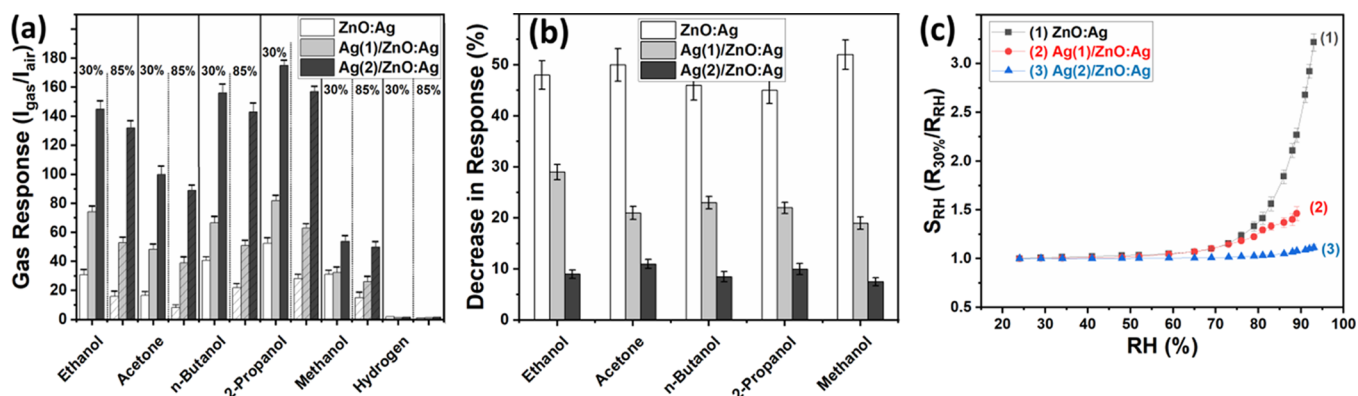 (a)
ZnO:Ag
Ag(1)/ZnO:Ag
Ag(2)/ZnO:Ag
Gas Response (Igas/Iair)
180
160
140
120
100
80
60
40
20
0
30%
85%
30%
85%
30%
85%
30%
85%
30%
85%
30%
85%
Ethanol
Acetone
n-Butanol
2-Propanol
Methanol
Hydrogen
(b)
ZnO:Ag
Ag(1)/ZnO:Ag
Ag(2)/ZnO:Ag
Decrease in Response (%)
50
40
30
20
10
0
Ethanol
Acetone
n-Butanol
2-Propanol
Methanol
(c)
(1) ZnO:Ag
(2) Ag(1)/ZnO:Ag
(3) Ag(2)/ZnO:Ag
(1)
(2)
(3)
SRH (R30%/RRH)
3.0
2.5
2.0
1.5
1.0
0.5
20 30 40 50 60 70 80 90 100
RH (%)